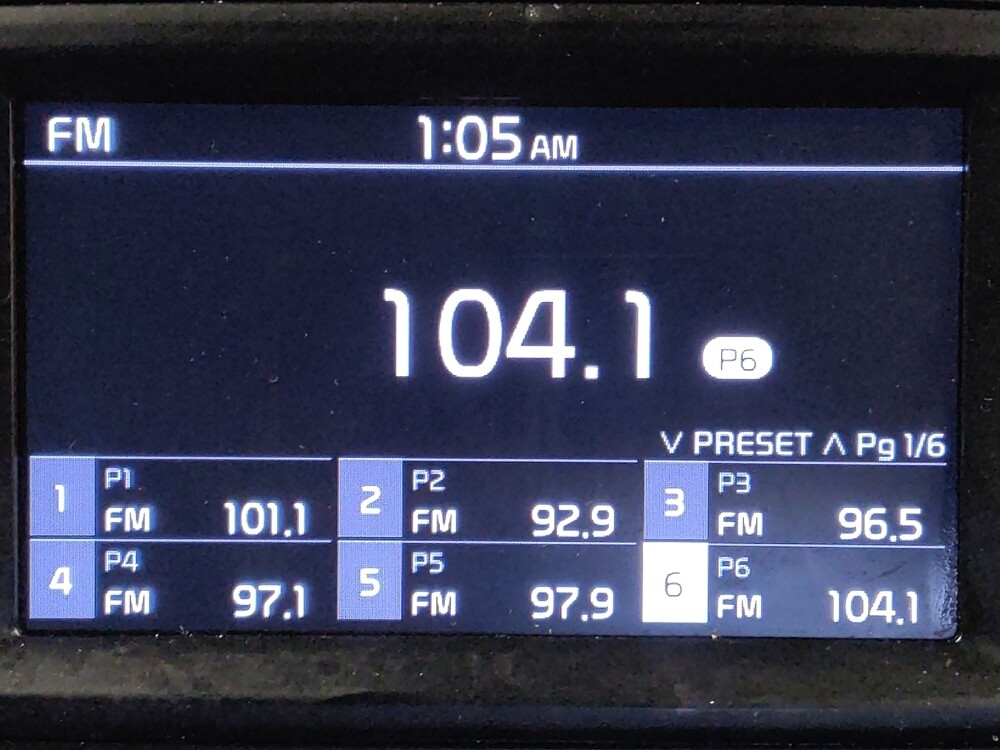 FM 1:05 AM
104.1 P6
∨ PRESET ∧ Pg 1/6
1 P1 FM 101.1
2 P2 FM 92.9
3 P3 FM 96.5
4 P4 FM 97.1
5 P5 FM 97.9
6 P6 FM 104.1